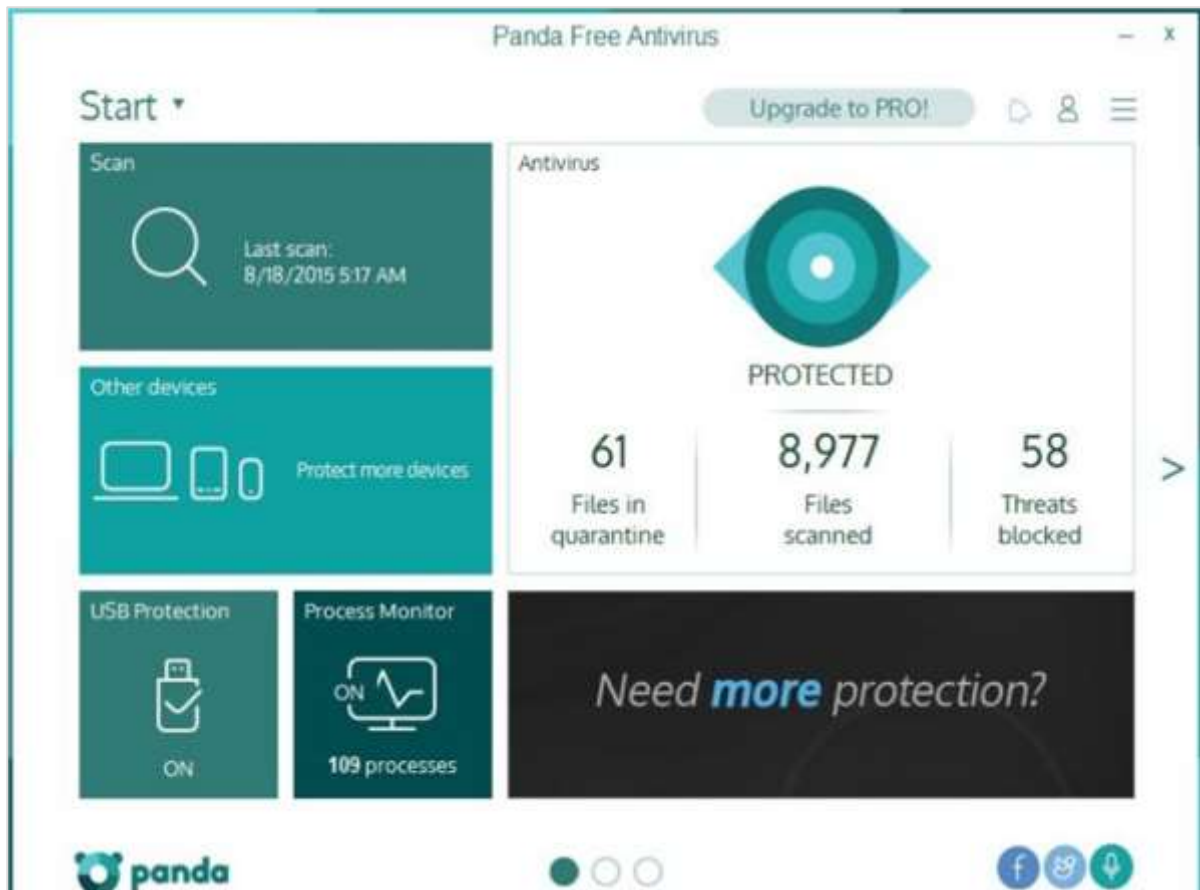 Panda Free Antivirus
Start
Upgrade to PRO!
Scan
Last scan:
8/18/2015 5:17 AM
Antivirus
PROTECTED
61
Files in
quarantine
8,977
Files
scanned
58
Threats
blocked
Other devices
Protect more devices
USB Protection
ON
Process Monitor
ON
109 processes
Need more protection?
panda